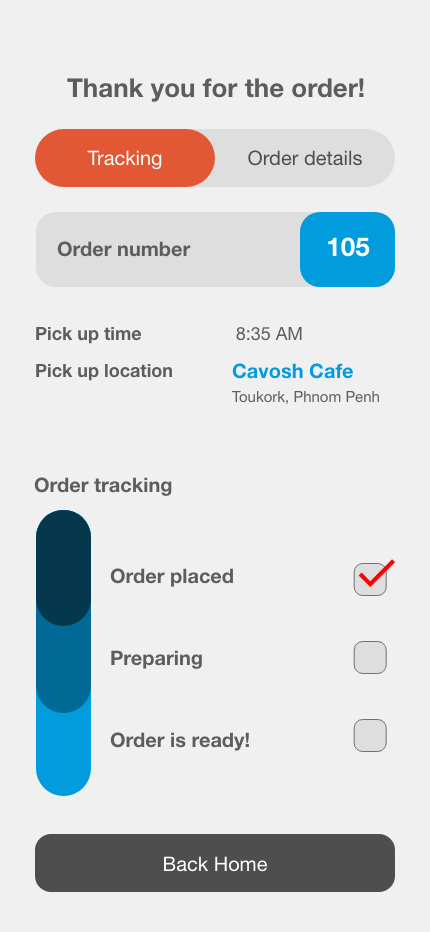 Thank you for the order!
Tracking
Order details
Order number
105
Pick up time
8:35 AM
Pick up location
Cavosh Cafe
Toukork, Phnom Penh
Order tracking
Order placed
Preparing
Order is ready!
Back Home